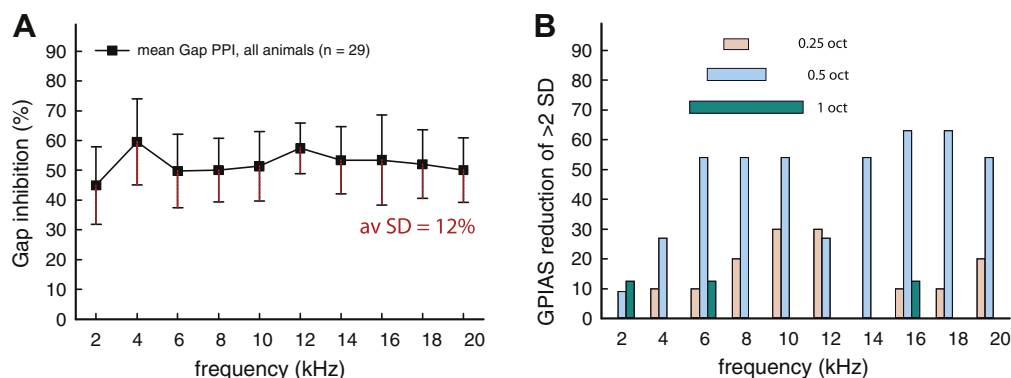 A
mean Gap PPI, all animals (n = 29)
Gap inhibition (%)
90
80
70
60
50
40
30
20
10
0
av SD = 12%
2 4 6 8 10 12 14 16 18 20
frequency (kHz)
B
0.25 oct
0.5 oct
1 oct
GPIAS reduction of >2 SD
90
80
70
60
50
40
30
20
10
0
2 4 6 8 10 12 14 16 18 20
frequency (kHz)